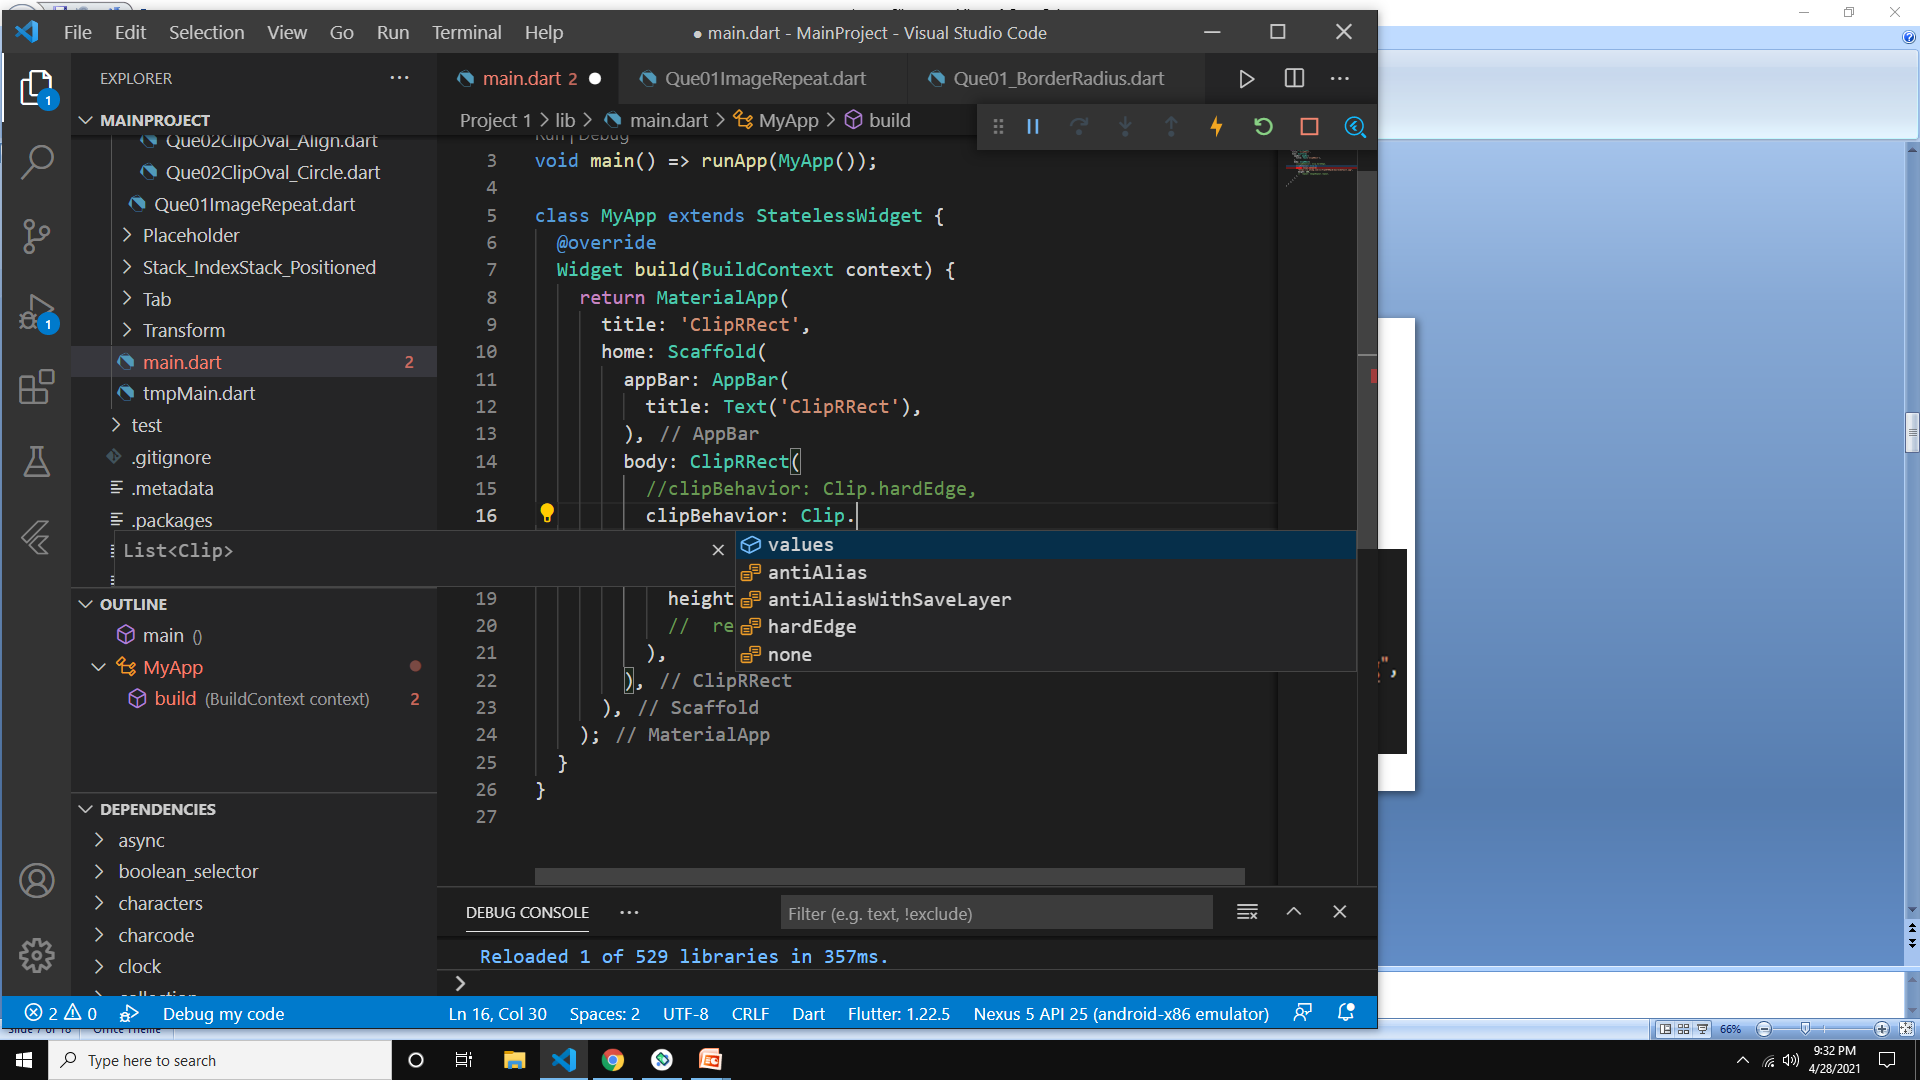 File Edit Selection View Go Run Terminal Help
● main.dart - MainProject - Visual Studio Code
EXPLORER
main.dart 2
Que01ImageRepeat.dart
Que01_BorderRadius.dart
MAINPROJECT
Project 1 > lib > main.dart > MyApp > build
Que02ClipOval_Align.dart
Que02ClipOval_Circle.dart
Que01ImageRepeat.dart
Placeholder
Stack_IndexStack_Positioned
Tab
Transform
main.dart 2
tmpMain.dart
test
.gitignore
.metadata
.packages
Run | Debug
3 void main() => runApp(MyApp());
4
5 class MyApp extends StatelessWidget {
6 @override
7 Widget build(BuildContext context) {
8 return MaterialApp(
9 title: 'ClipRRect',
10 home: Scaffold(
11 appBar: AppBar(
12 title: Text('ClipRRect'),
13 ), // AppBar
14 body: ClipRRect(
15 //clipBehavior: Clip.hardEdge,
16 clipBehavior: Clip.
List<Clip>
values
antiAlias
antiAliasWithSaveLayer
hardEdge
none
19 height
20 // re
21 ),
22 ), // ClipRRect
23 ), // Scaffold
24 ); // MaterialApp
25 }
26 }
27
OUTLINE
main ()
MyApp
build (BuildContext context) 2
DEPENDENCIES
async
boolean_selector
characters
charcode
clock
DEBUG CONSOLE
Filter (e.g. text, !exclude)
Reloaded 1 of 529 libraries in 357ms.
2 0 Debug my code
Ln 16, Col 30 Spaces: 2 UTF-8 CRLF Dart Flutter: 1.22.5 Nexus 5 API 25 (android-x86 emulator)
66%
Type here to search
9:32 PM
4/28/2021